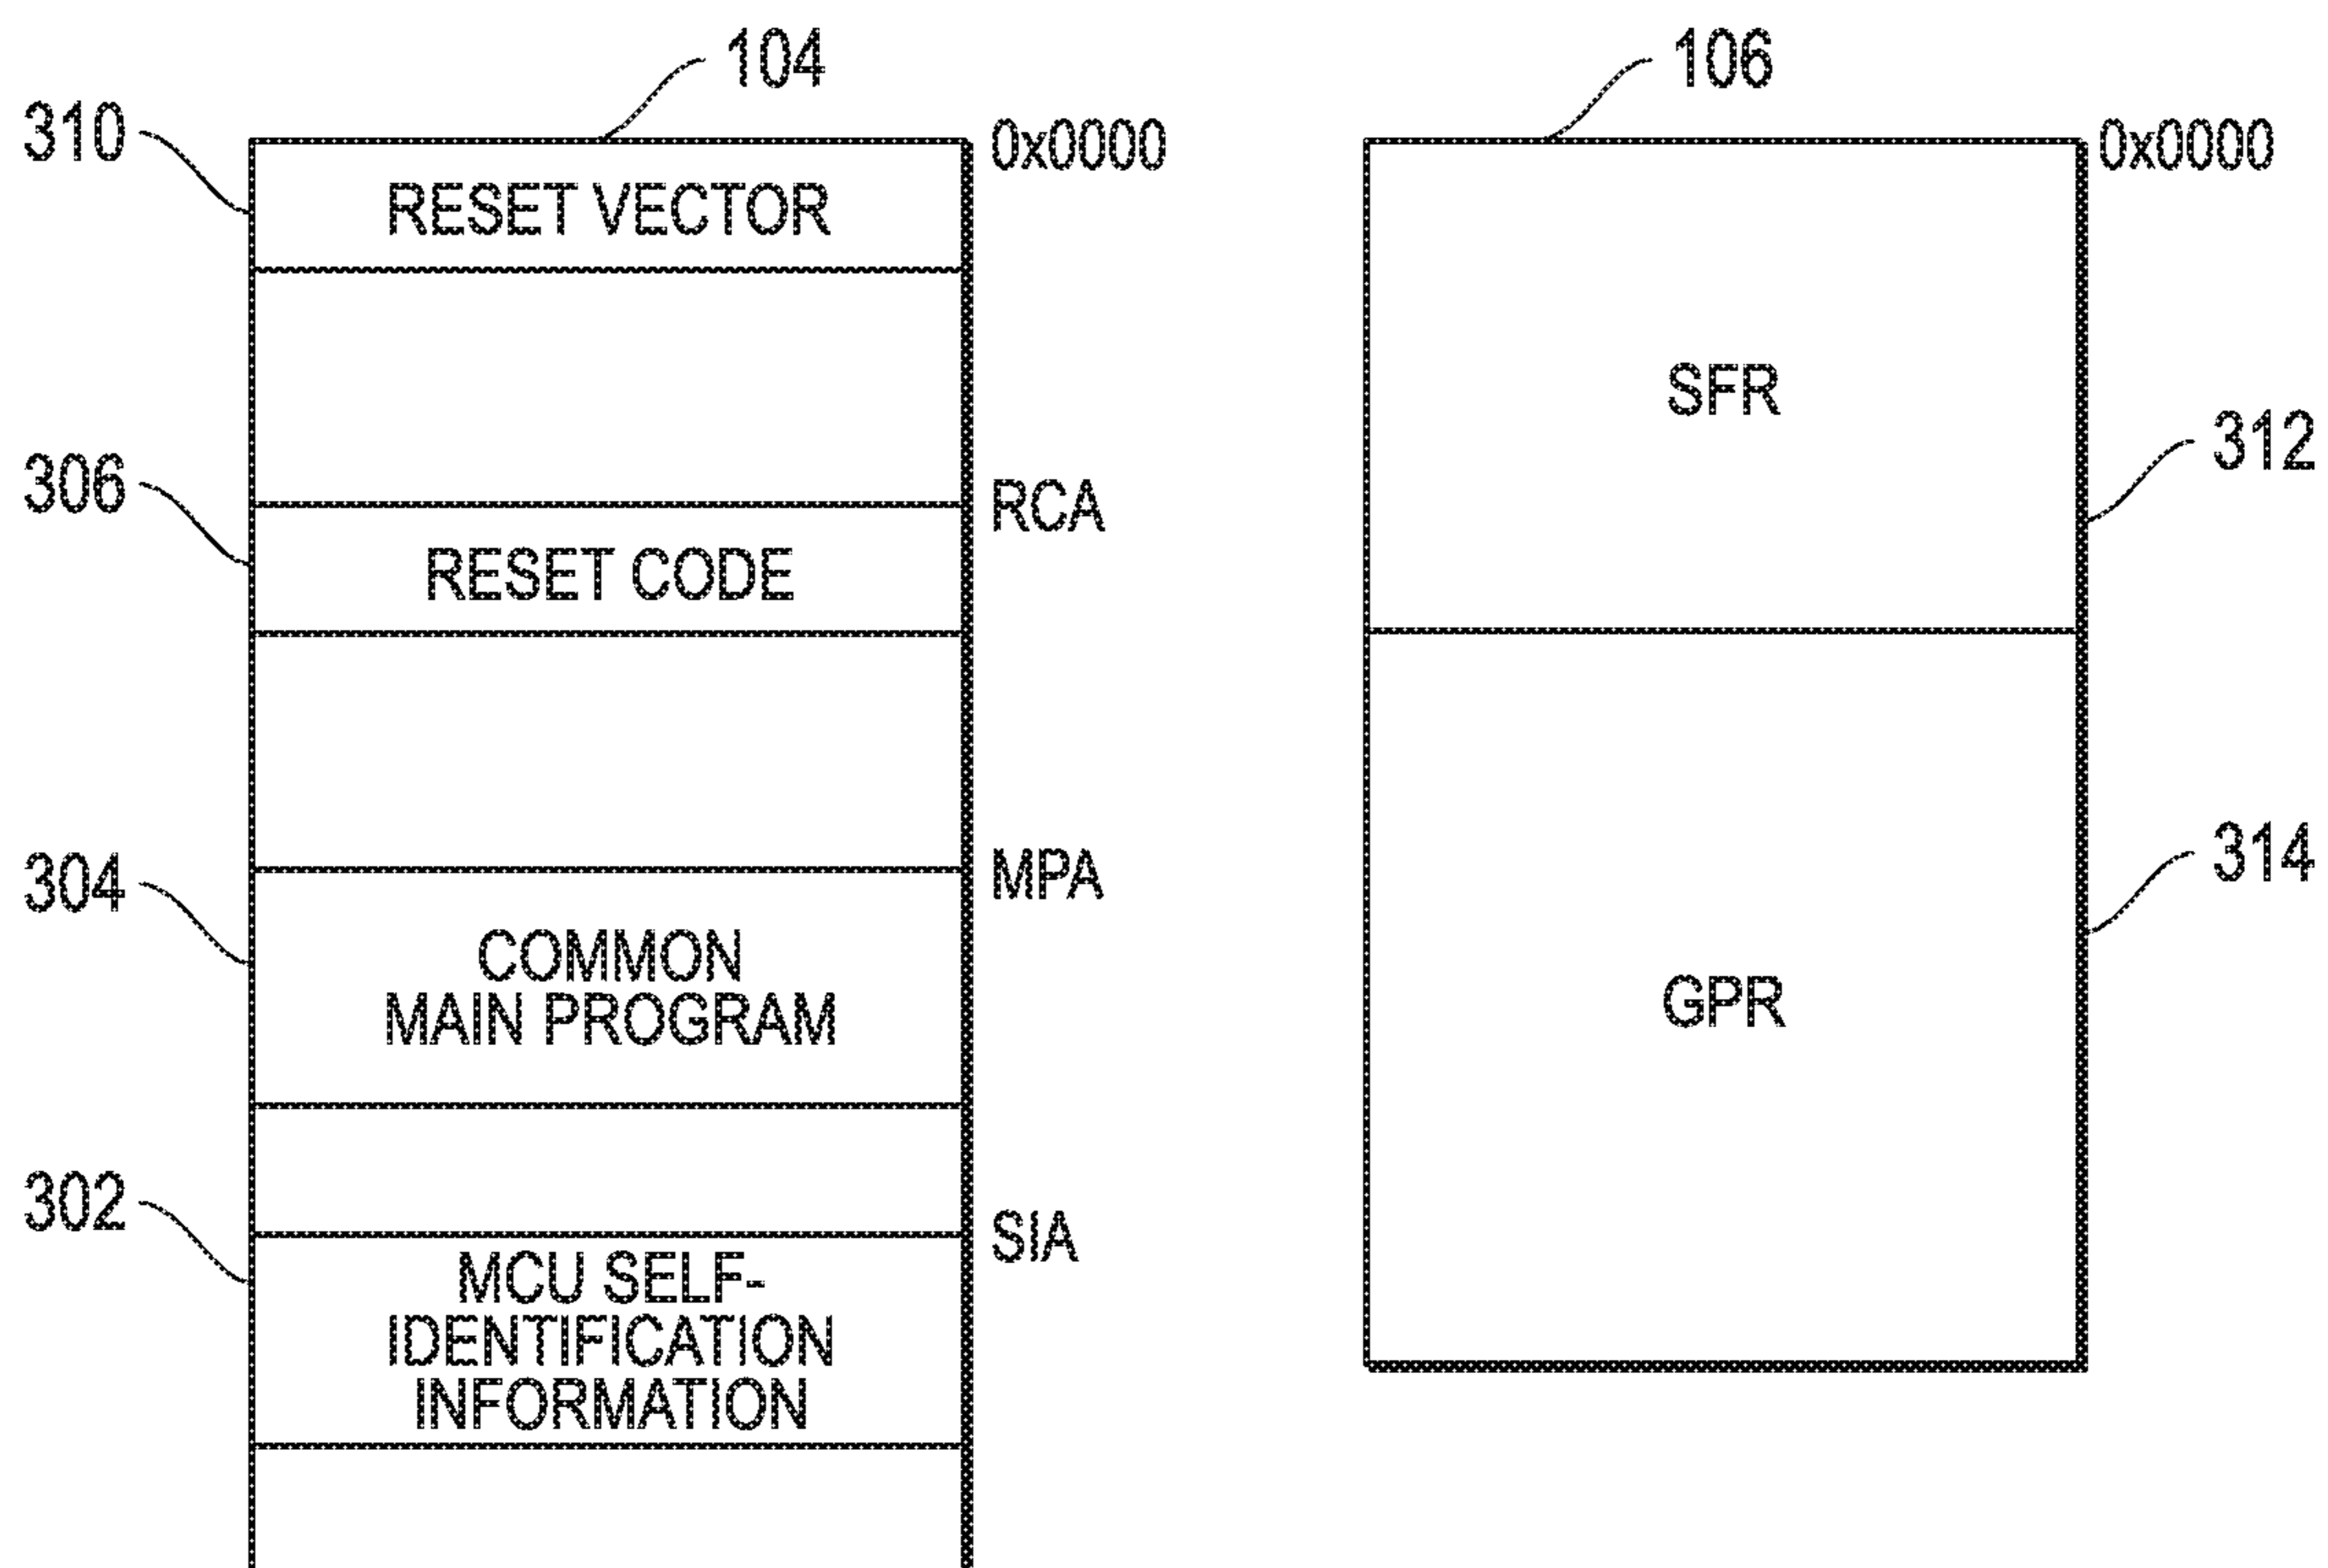 104
310
0x0000
RESET VECTOR
RCA
306
RESET CODE
MPA
304
COMMON
MAIN PROGRAM
302
SIA
MCU SELF-
IDENTIFICATION
INFORMATION
106
0x0000
SFR
312
314
GPR